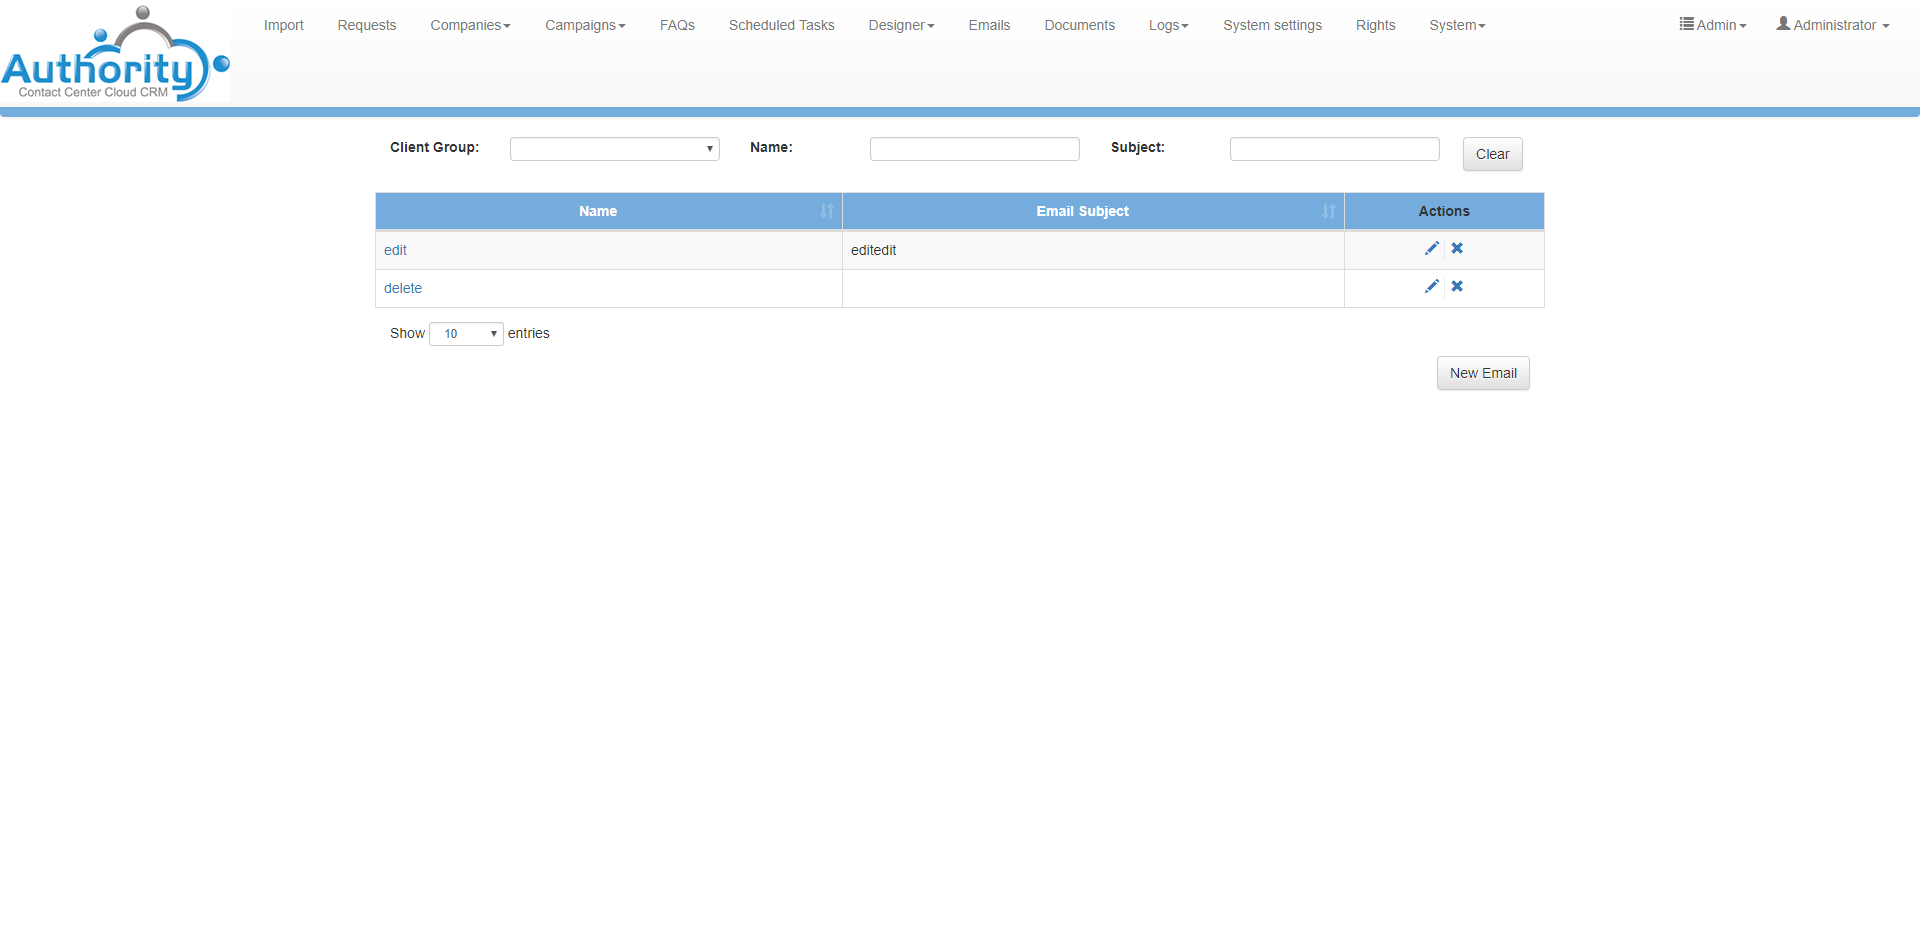 Authority
Contact Center Cloud CRM
Import Requests Companies Campaigns FAQs Scheduled Tasks Designer Emails Documents Logs System settings Rights System Admin Administrator
Client Group: Name: Subject: Clear
Name Email Subject Actions
edit editedit
delete
Show 10 entries
New Email